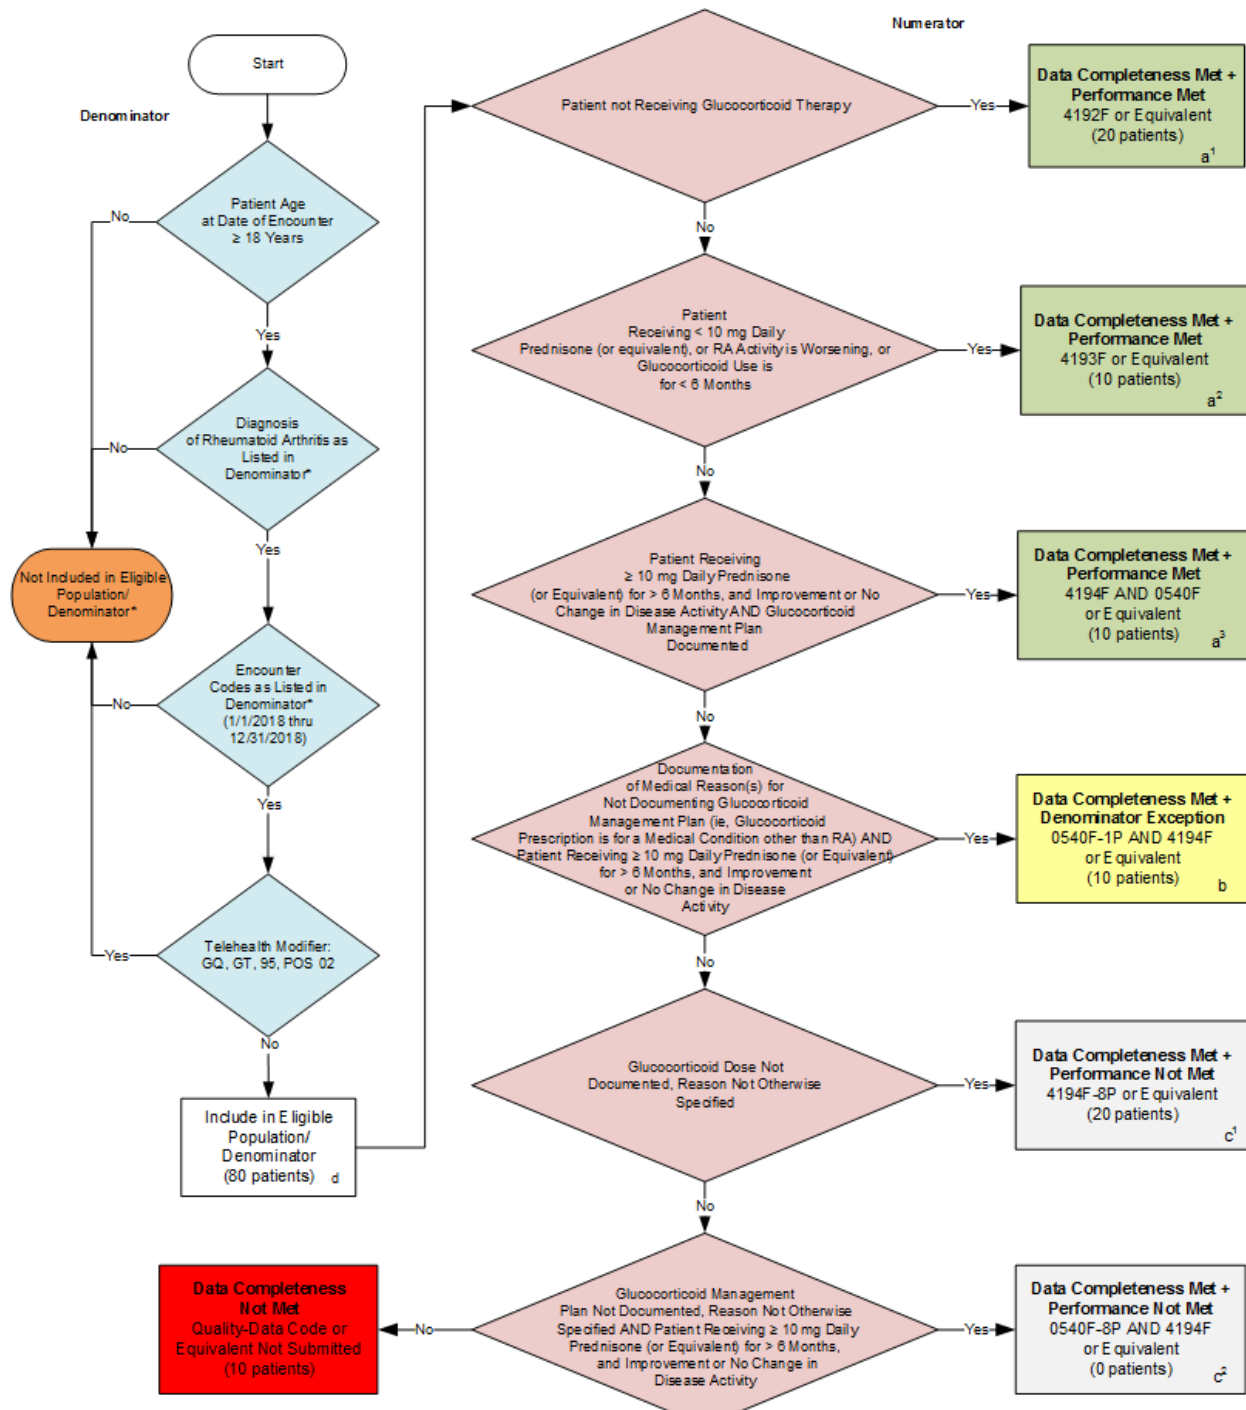 Numerator
Denominator
Start
Patient Age
at Date of Encounter
≥ 18 Years
No
Yes
Diagnosis
of Rheumatoid Arthritis as
Listed in
Denominator*
No
Yes
Not Included in Eligible
Population/
Denominator*
Encounter
Codes as Listed in
Denominator*
(1/1/2018 thru
12/31/2018)
No
Yes
Telehealth Modifier:
GQ, GT, 95, POS 02
Yes
No
Include in Eligible
Population/
Denominator
(80 patients)
d
Patient not Receiving Glucocorticoid Therapy
Yes
Data Completeness Met +
Performance Met
4192F or Equivalent
(20 patients)
a¹
No
Patient
Receiving < 10 mg Daily
Prednisone (or equivalent), or RA Activity is Worsening, or
Glucocorticoid Use is
for < 6 Months
Yes
Data Completeness Met +
Performance Met
4193F or Equivalent
(10 patients)
a²
No
Patient Receiving
≥ 10 mg Daily Prednisone
(or Equivalent) for > 6 Months, and Improvement or No
Change in Disease Activity AND Glucocorticoid
Management Plan
Documented
Yes
Data Completeness Met +
Performance Met
4194F AND 0540F
or Equivalent
(10 patients)
a³
No
Documentation
of Medical Reason(s) for
Not Documenting Glucocorticoid
Management Plan (ie, Glucocorticoid
Prescription is for a Medical Condition other than RA) AND
Patient Receiving ≥ 10 mg Daily Prednisone (or Equivalent)
for > 6 Months, and Improvement
or No Change in Disease
Activity
Yes
Data Completeness Met +
Denominator Exception
0540F-1P AND 4194F
or Equivalent
(10 patients)
b
No
Glucocorticoid Dose Not
Documented, Reason Not Otherwise
Specified
Yes
Data Completeness Met +
Performance Not Met
4194F-8P or Equivalent
(20 patients)
c¹
No
Glucocorticoid Management
Plan Not Documented, Reason Not Otherwise
Specified AND Patient Receiving ≥ 10 mg Daily
Prednisone (or Equivalent) for > 6 Months,
and Improvement or No Change in
Disease Activity
Yes
Data Completeness Met +
Performance Not Met
0540F-8P AND 4194F
or Equivalent
(0 patients)
c²
No
Data Completeness
Not Met
Quality-Data Code or
Equivalent Not Submitted
(10 patients)